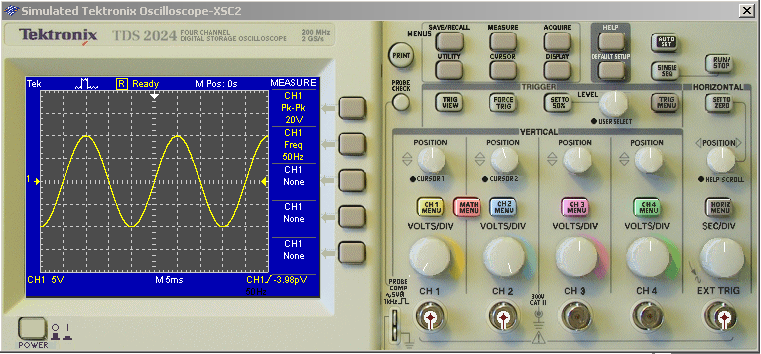 Simulated Tektronix Oscilloscope-XSC2
Tektronix
TDS 2024
FOUR CHANNEL
DIGITAL STORAGE OSCILLOSCOPE
200 MHz
2 GS/s
Tek
R Ready
M Pos: 0s
MEASURE
CH1
Pk-Pk
20V
CH1
Freq
50Hz
CH1
None
CH1
None
CH1
None
1
CH1 5V
M 5ms
CH1 -3.98pV
POWER
PRINT
PROBE
CHECK
MENUS
SAVE/RECALL
MEASURE
ACQUIRE
UTILITY
CURSOR
DISPLAY
HELP
DEFAULT SETUP
AUTO
SET
SINGLE
SEQ
RUN/
STOP
TRIGGER
TRIG
VIEW
FORCE
TRIG
SET TO
50%
LEVEL
USER SELECT
TRIG
MENU
HORIZONTAL
SET TO
ZERO
VERTICAL
POSITION
POSITION
POSITION
POSITION
POSITION
CURSOR 1
CURSOR 2
HELP SCROLL
CH 1
MENU
MATH
MENU
CH 2
MENU
CH 3
MENU
CH 4
MENU
HORIZ
MENU
VOLTS/DIV
VOLTS/DIV
VOLTS/DIV
VOLTS/DIV
SEC/DIV
PROBE
COMP
~5V
1kHz
CH 1
CH 2
300V
CAT II
CH 3
CH 4
EXT TRIG